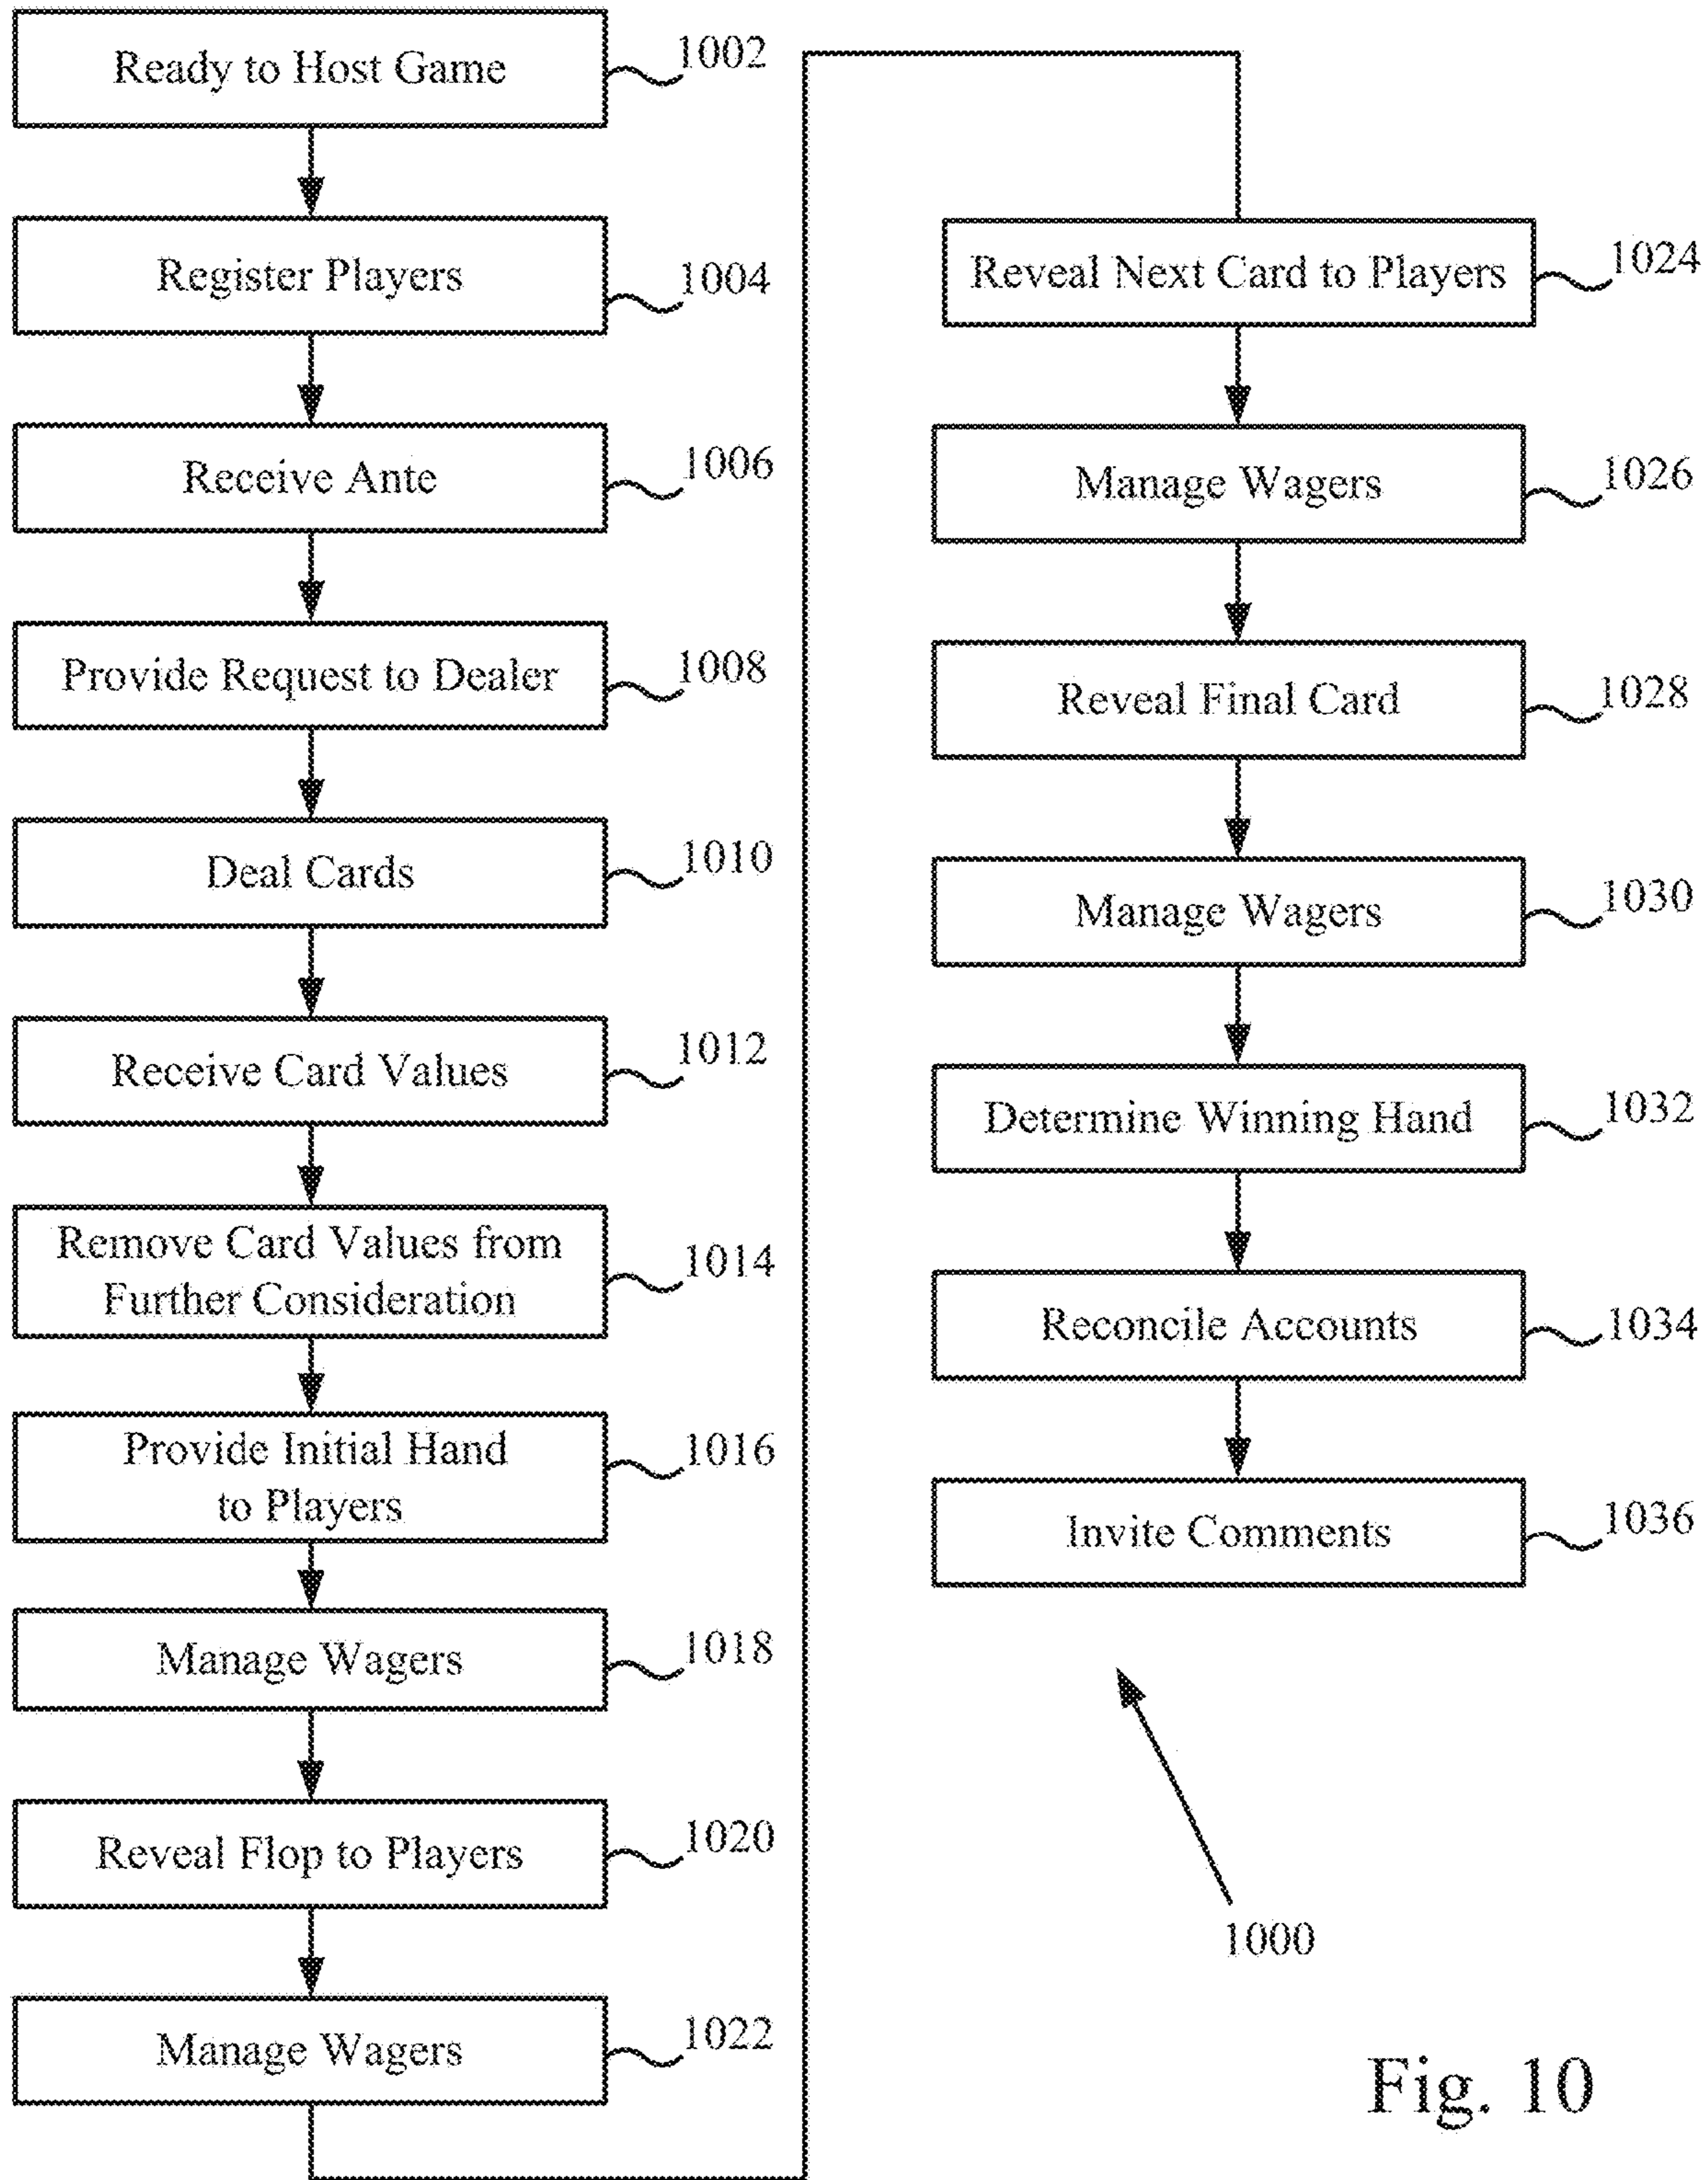 Ready to Host Game
1002
Register Players
1004
Receive Ante
1006
Provide Request to Dealer
1008
Deal Cards
1010
Receive Card Values
1012
Remove Card Values from
Further Consideration
1014
Provide Initial Hand
to Players
1016
Manage Wagers
1018
Reveal Flop to Players
1020
Manage Wagers
1022
Reveal Next Card to Players
1024
Manage Wagers
1026
Reveal Final Card
1028
Manage Wagers
1030
Determine Winning Hand
1032
Reconcile Accounts
1034
Invite Comments
1036
1000
Fig. 10